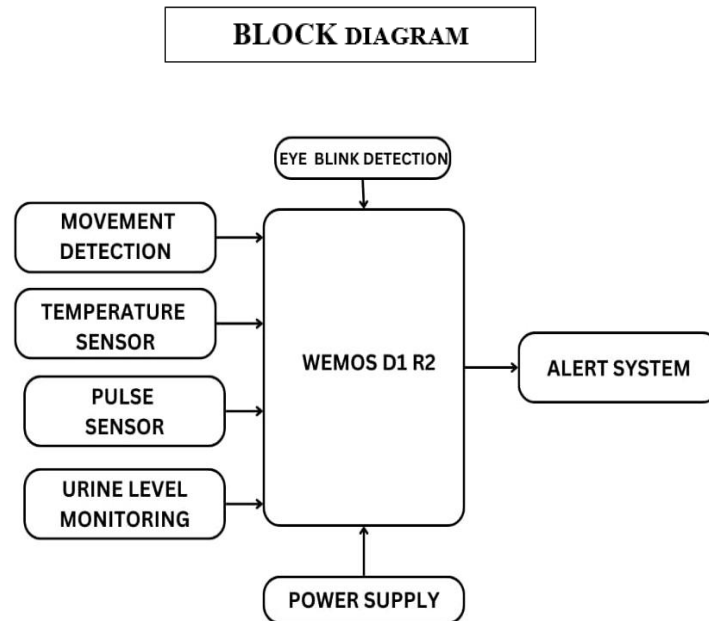 BLOCK DIAGRAM
EYE BLINK DETECTION
MOVEMENT
DETECTION
TEMPERATURE
SENSOR
PULSE
SENSOR
URINE LEVEL
MONITORING
WEMOS D1 R2
ALERT SYSTEM
POWER SUPPLY